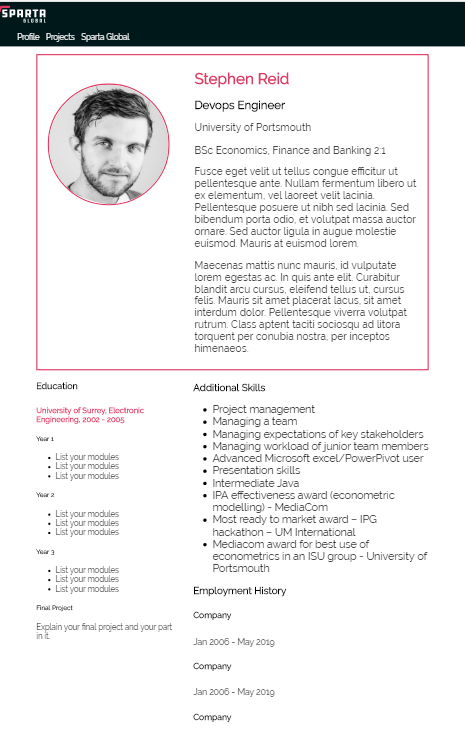 SPARTA
GLOBAL
Profile Projects Sparta Global
Stephen Reid
Devops Engineer
University of Portsmouth
BSc Economics, Finance and Banking 2:1
Fusce eget velit ut tellus congue efficitur ut
pellentesque ante. Nullam fermentum libero ut
ex elementum, vel laoreet velit lacinia.
Pellentesque posuere ut nibh sed lacinia. Sed
bibendum porta odio, et volutpat massa auctor
ornare. Sed auctor ligula in augue molestie
euismod. Mauris at euismod lorem.
Maecenas mattis nunc mauris, id vulputate
lorem egestas ac. In quis ante elit. Curabitur
blandit arcu cursus, eleifend tellus ut, cursus
felis. Mauris sit amet placerat lacus, sit amet
interdum dolor. Pellentesque viverra volutpat
rutrum. Class aptent taciti sociosqu ad litora
torquent per conubia nostra, per inceptos
himenaeos.
Education
University of Surrey, Electronic
Engineering, 2002 - 2005
Year 1
List your modules
List your modules
List your modules
Year 2
List your modules
List your modules
List your modules
Year 3
List your modules
List your modules
List your modules
Final Project
Explain your final project and your part
in it.
Additional Skills
Project management
Managing a team
Managing expectations of key stakeholders
Managing workload of junior team members
Advanced Microsoft excel/PowerPivot user
Presentation skills
Intermediate Java
IPA effectiveness award (econometric
modelling) - MediaCom
Most ready to market award – IPG
hackathon – UM International
Mediacom award for best use of
econometrics in an ISU group - University of
Portsmouth
Employment History
Company
Jan 2006 - May 2019
Company
Jan 2006 - May 2019
Company